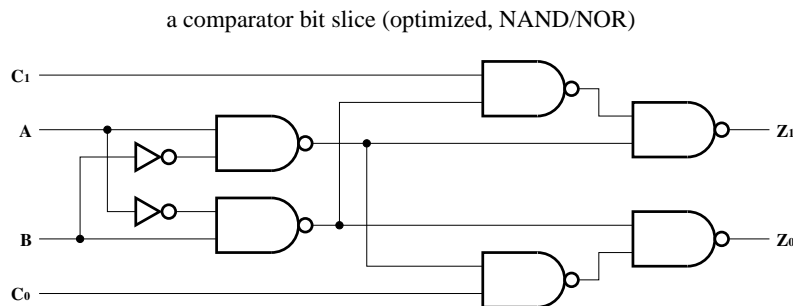 a comparator bit slice (optimized, NAND/NOR)
C1
A
Z1
B
Z0
C0